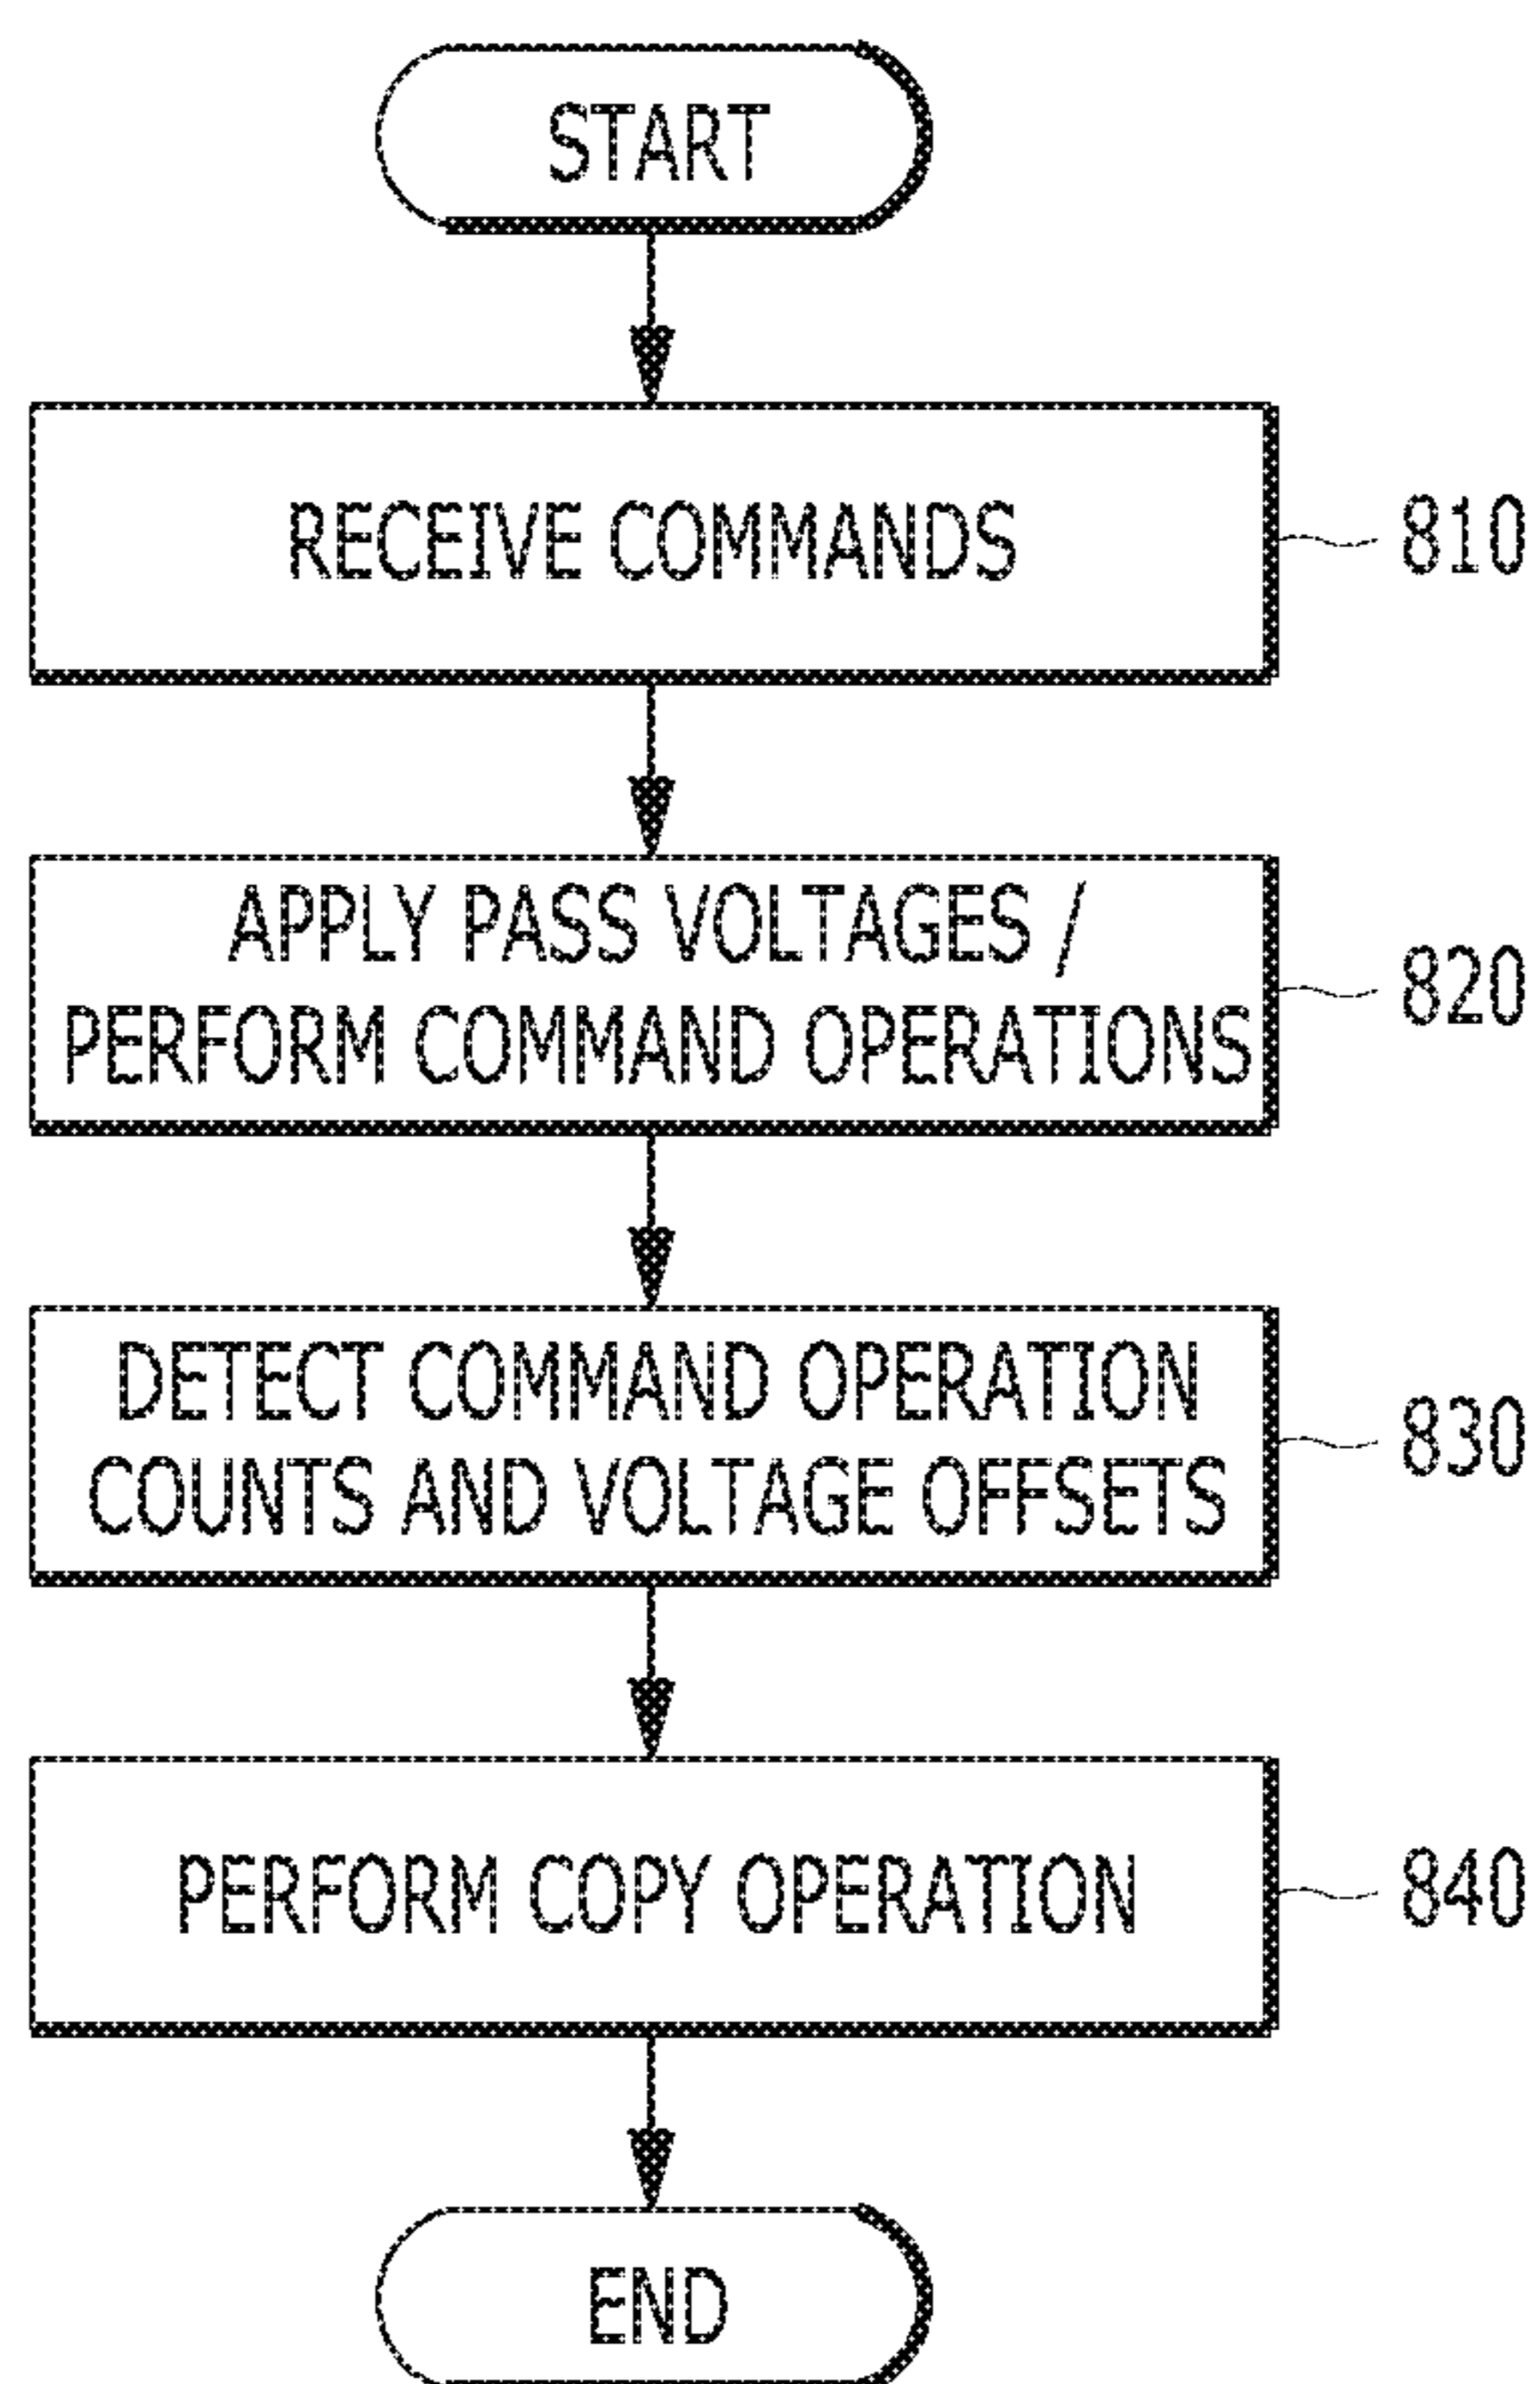 START
RECEIVE COMMANDS
810
APPLY PASS VOLTAGES /
PERFORM COMMAND OPERATIONS
820
DETECT COMMAND OPERATION
COUNTS AND VOLTAGE OFFSETS
830
PERFORM COPY OPERATION
840
END